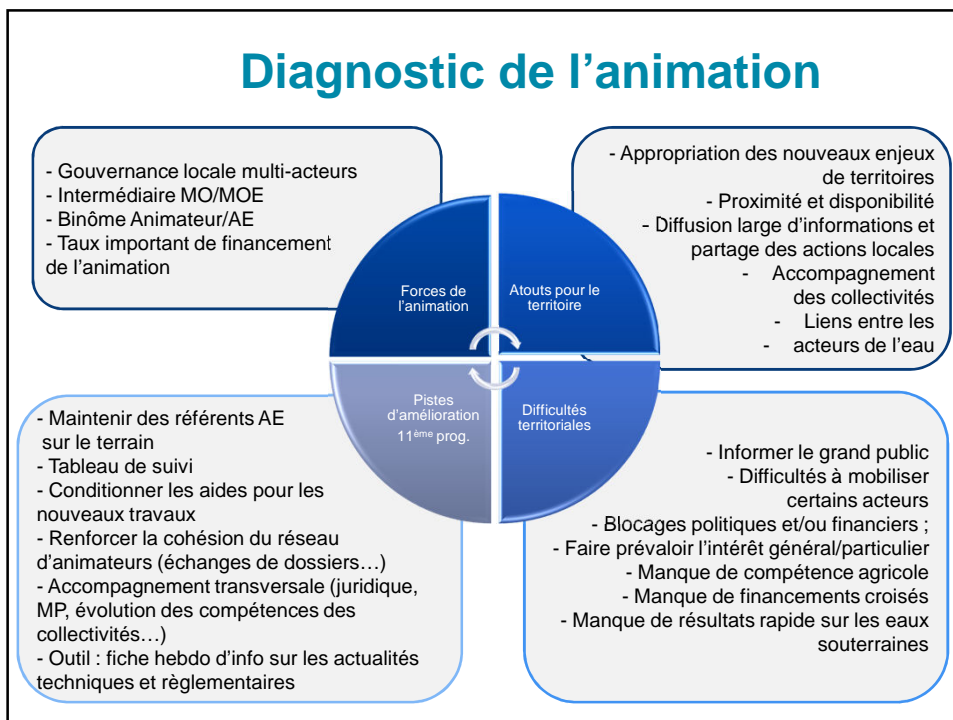 Diagnostic de l'animation
- Gouvernance locale multi-acteurs
- Intermédiaire MO/MOE
- Binôme Animateur/AE
- Taux important de financement
de l'animation
- Appropriation des nouveaux enjeux
de territoires
- Proximité et disponibilité
- Diffusion large d'informations et
partage des actions locales
- Accompagnement
des collectivités
- Liens entre les
- acteurs de l'eau
Forces de
l'animation
Atouts pour le
territoire
Pistes
d'amélioration
11ème prog.
Difficultés
territoriales
- Maintenir des référents AE
sur le terrain
- Tableau de suivi
- Conditionner les aides pour les
nouveaux travaux
- Renforcer la cohésion du réseau
d'animateurs (échanges de dossiers…)
- Accompagnement transversale (juridique,
MP, évolution des compétences des
collectivités…)
- Outil : fiche hebdo d'info sur les actualités
techniques et règlementaires
- Informer le grand public
- Difficultés à mobiliser
certains acteurs
- Blocages politiques et/ou financiers ;
- Faire prévaloir l'intérêt général/particulier
- Manque de compétence agricole
- Manque de financements croisés
- Manque de résultats rapide sur les eaux
souterraines